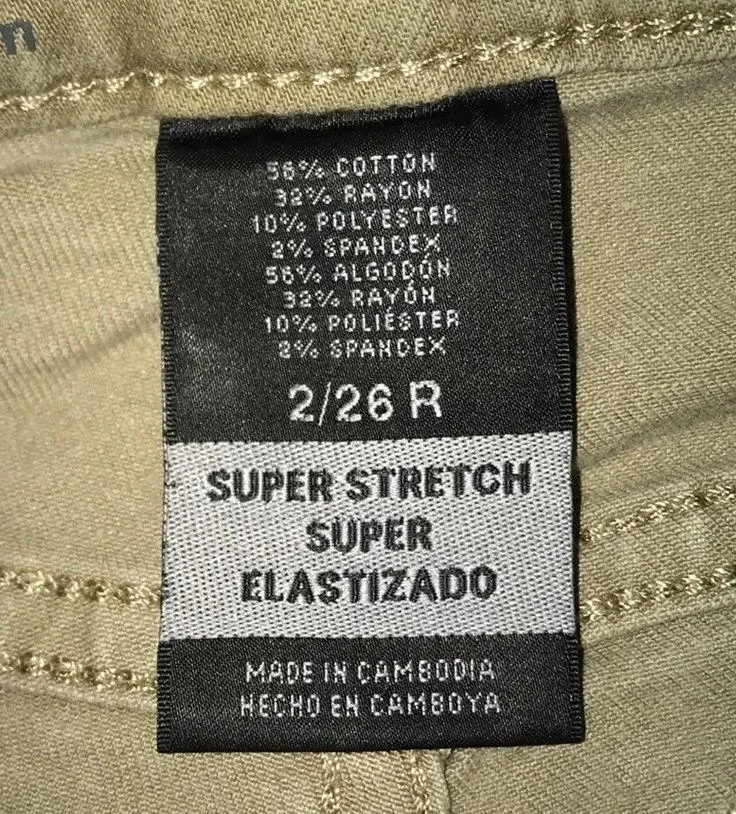 56% COTTON
32% RAYON
10% POLYESTER
2% SPANDEX
56% ALGODÓN
32% RAYÓN
10% POLIÉSTER
2% SPANDEX
2/26 R
SUPER STRETCH
SUPER
ELASTIZADO
MADE IN CAMBODIA
HECHO EN CAMBOYA